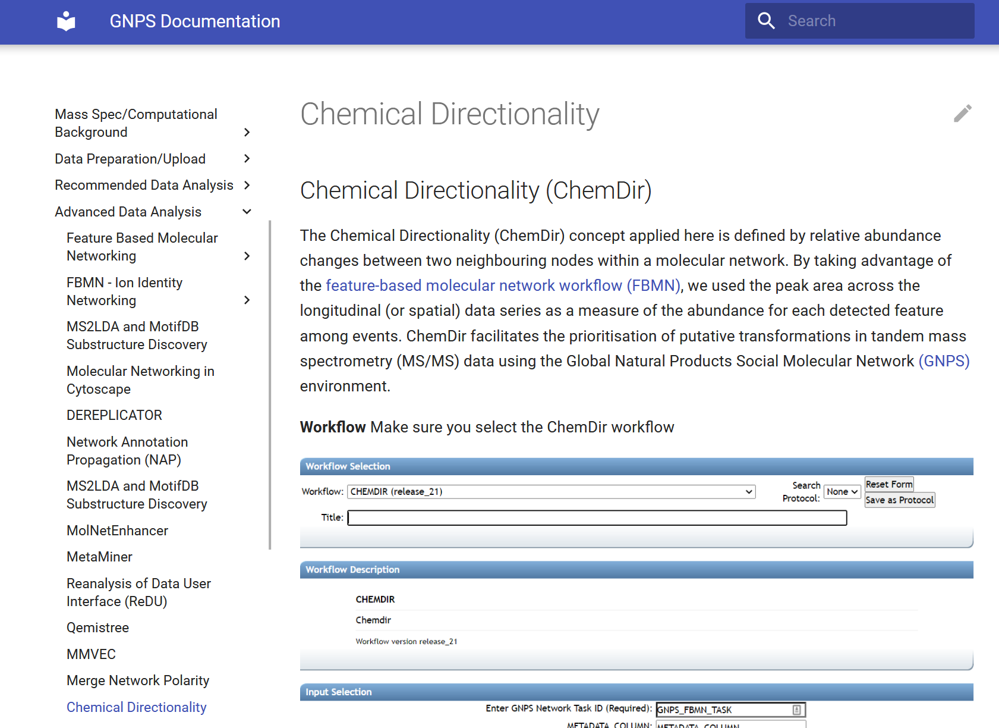 GNPS Documentation
Search
Mass Spec/Computational
Background
Data Preparation/Upload
Recommended Data Analysis
Advanced Data Analysis
Feature Based Molecular
Networking
FBMN - Ion Identity
Networking
MS2LDA and MotifDB
Substructure Discovery
Molecular Networking in
Cytoscape
DEREPLICATOR
Network Annotation
Propagation (NAP)
MS2LDA and MotifDB
Substructure Discovery
MolNetEnhancer
MetaMiner
Reanalysis of Data User
Interface (ReDU)
Qemistree
MMVEC
Merge Network Polarity
Chemical Directionality
Chemical Directionality
Chemical Directionality (ChemDir)
The Chemical Directionality (ChemDir) concept applied here is defined by relative abundance
changes between two neighbouring nodes within a molecular network. By taking advantage of
the feature-based molecular network workflow (FBMN), we used the peak area across the
longitudinal (or spatial) data series as a measure of the abundance for each detected feature
among events. ChemDir facilitates the prioritisation of putative transformations in tandem mass
spectrometry (MS/MS) data using the Global Natural Products Social Molecular Network (GNPS)
environment.
Workflow Make sure you select the ChemDir workflow
Workflow Selection
Workflow: CHEMDIR (release_21)
Search
Protocol: None
Reset Form
Save as Protocol
Title:
Workflow Description
CHEMDIR
Chemdir
Workflow version release_21
Input Selection
Enter GNPS Network Task ID (Required): GNPS_FBMN_TASK
METADATA_COLUMN: METADATA_COLUMN